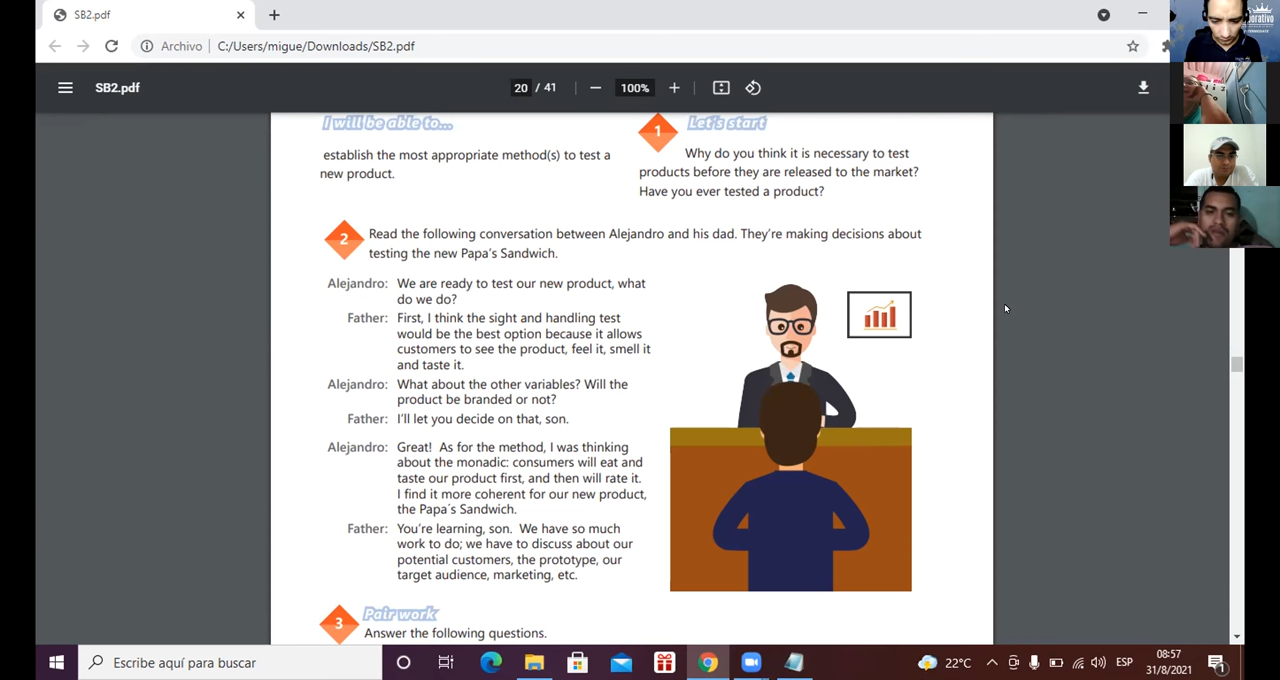 SB2.pdf
Archivo
C:/Users/migue/Downloads/SB2.pdf
SB2.pdf
20 / 41
100%
I will be able to...
establish the most appropriate method(s) to test a
new product.
1
Let's start
Why do you think it is necessary to test
products before they are released to the market?
Have you ever tested a product?
2
Read the following conversation between Alejandro and his dad. They're making decisions about
testing the new Papa's Sandwich.
Alejandro: We are ready to test our new product, what
do we do?
Father: First, I think the sight and handling test
would be the best option because it allows
customers to see the product, feel it, smell it
and taste it.
Alejandro: What about the other variables? Will the
product be branded or not?
Father: I'll let you decide on that, son.
Alejandro: Great!  As for the method, I was thinking
about the monadic: consumers will eat and
taste our product first, and then will rate it.
I find it more coherent for our new product,
the Papa´s Sandwich.
Father: You're learning, son.  We have so much
work to do; we have to discuss about our
potential customers, the prototype, our
target audience, marketing, etc.
3
Pair work
Answer the following questions.
Escribe aquí para buscar
22°C
ESP
08:57
31/8/2021
1